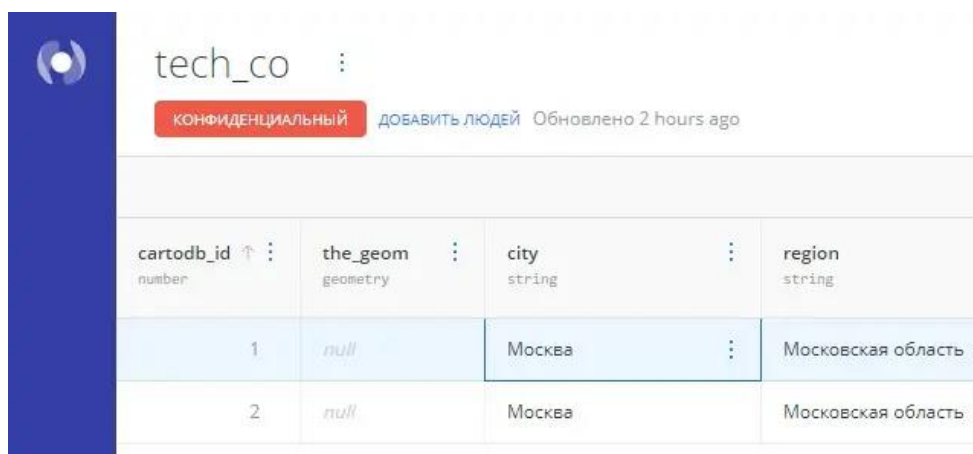 tech_co
КОНФИДЕНЦИАЛЬНЫЙ ДОБАВИТЬ ЛЮДЕЙ Обновлено 2 hours ago
cartodb_id the_geom city region
number geometry string string
1 null Москва Московская область
2 null Москва Московская область